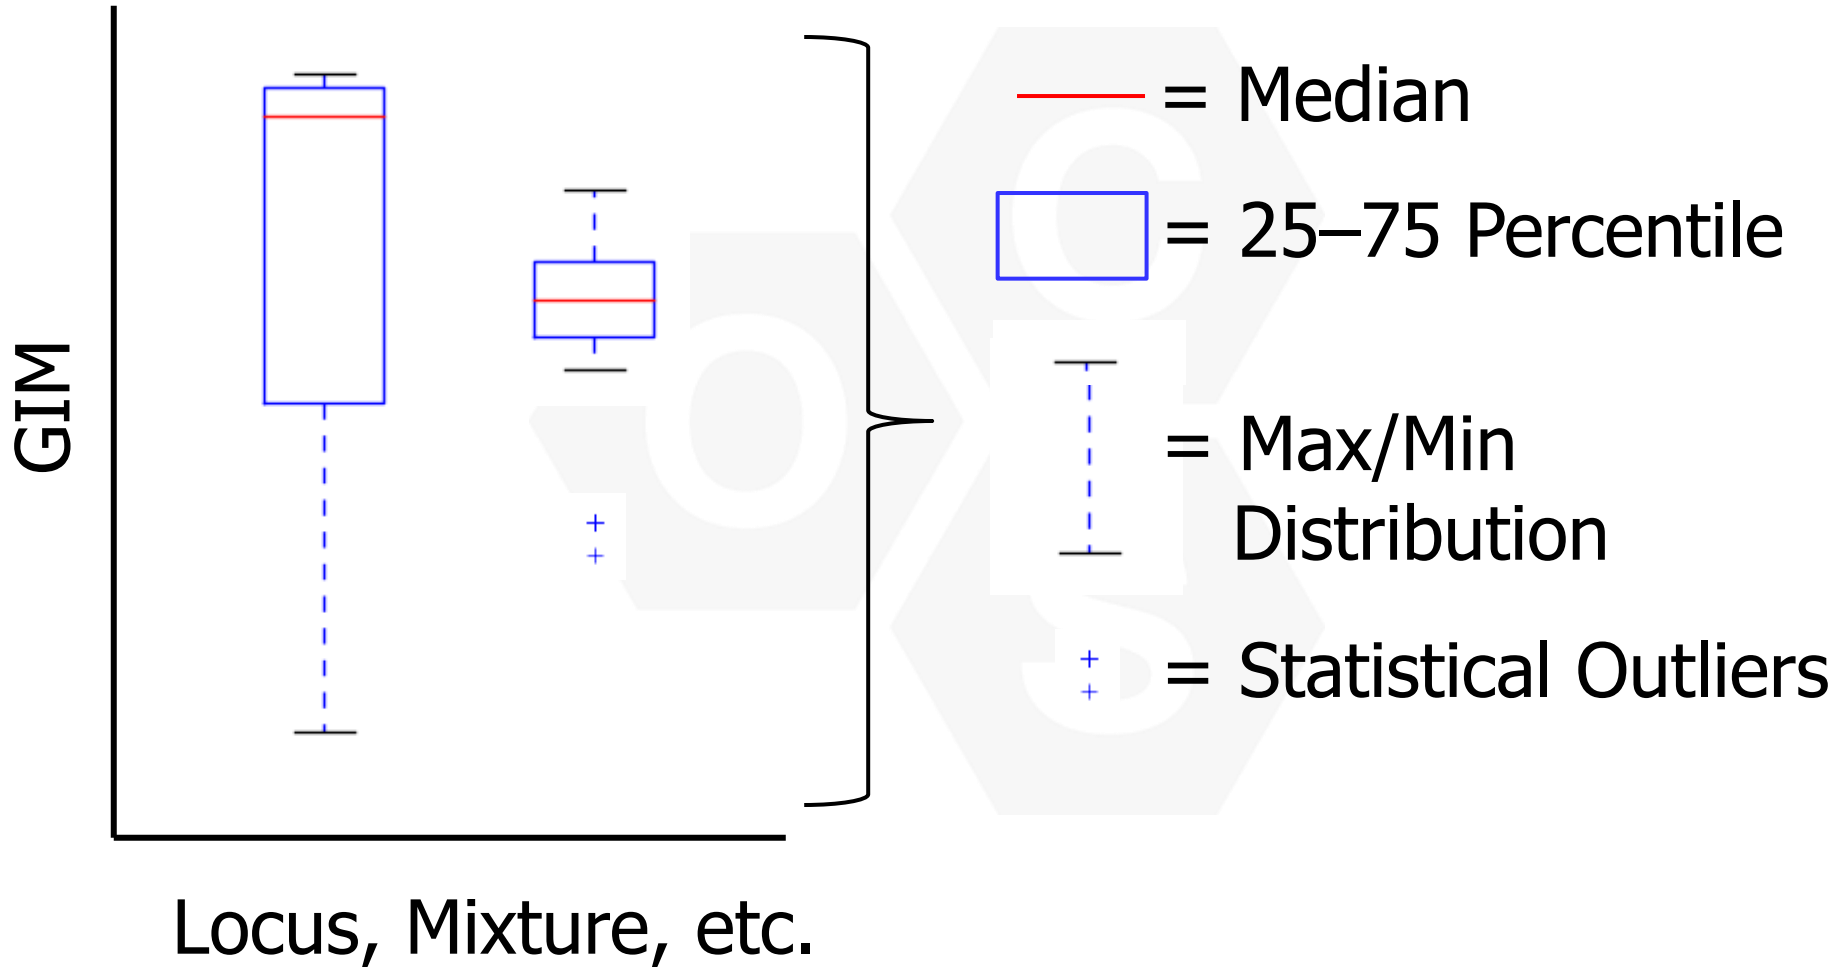 GIM
Locus, Mixture, etc.
= Median
= 25–75 Percentile
= Max/Min
Distribution
= Statistical Outliers